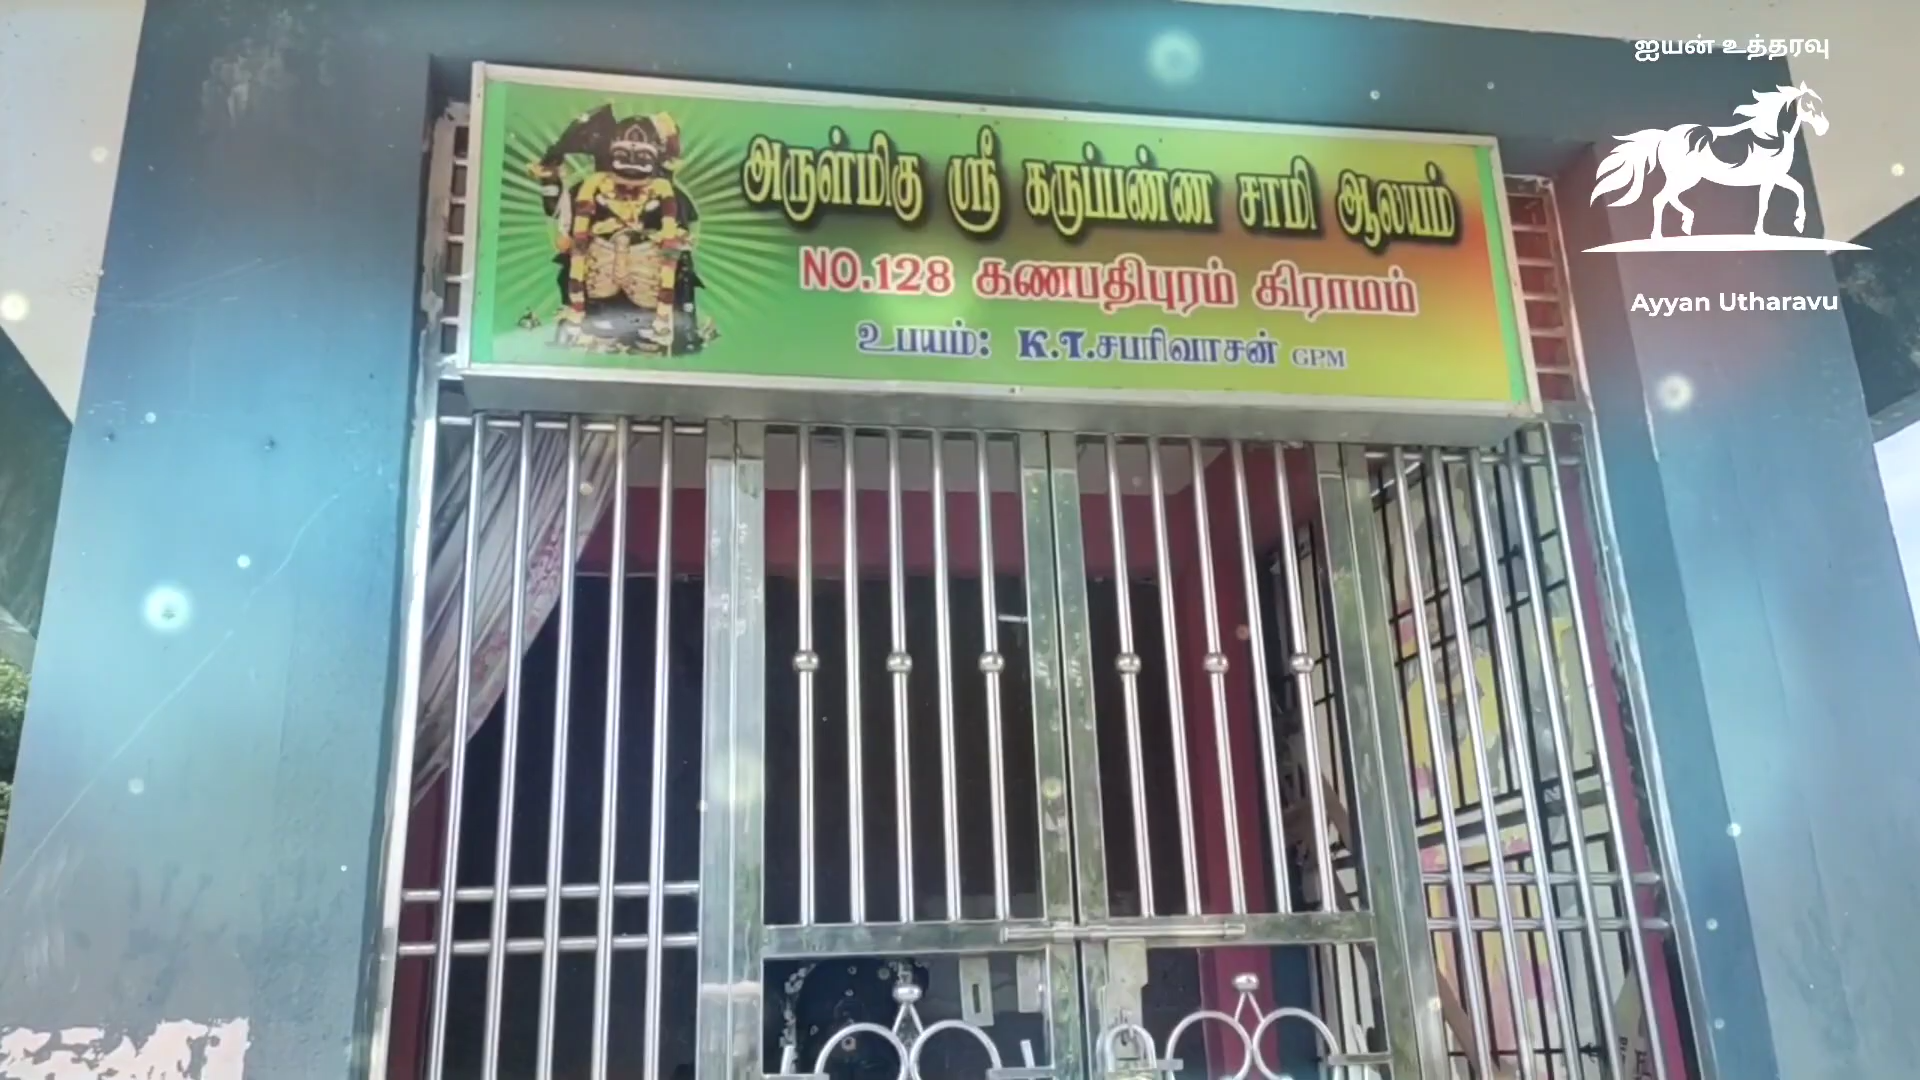 ஐயன் உத்தரவு
Ayyan Utharavu
அருள்மிகு ஸ்ரீ கருப்பண்ண சாமி ஆலயம்
NO.128 கணபதிபுரம் கிராமம்
உபயம்: K.T.சபரிவாசன் GPM